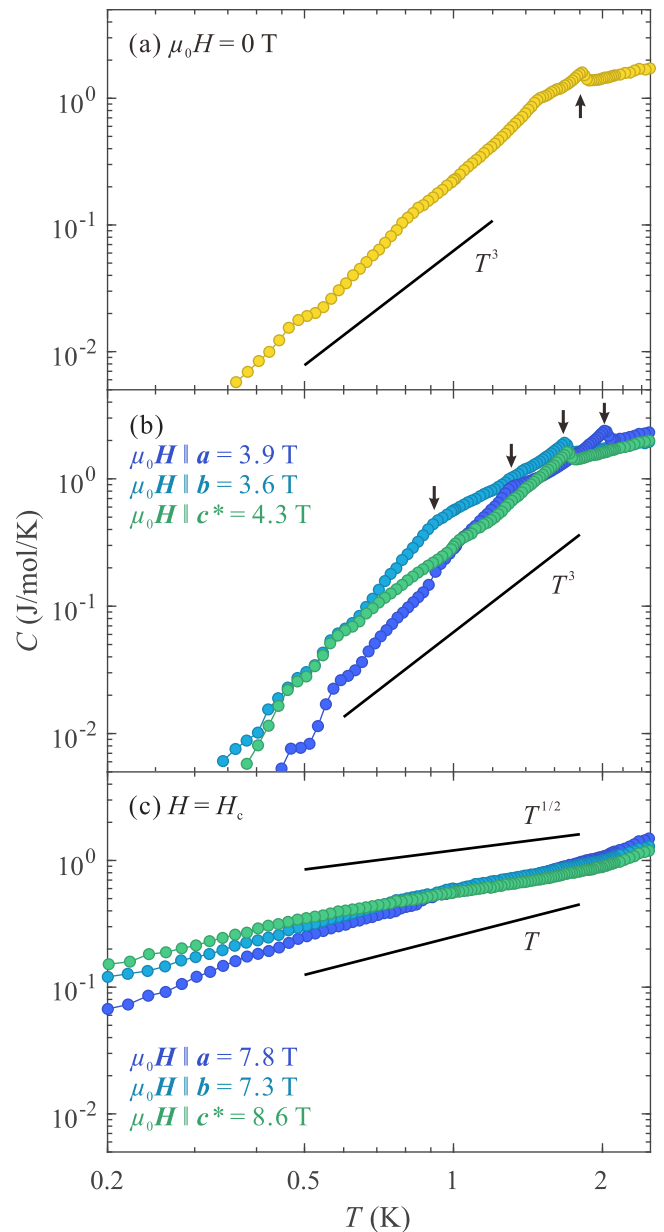 (a) μ₀H = 0 T
10⁰
10⁻¹
T³
10⁻²
(b)
μ₀H ∥ a = 3.9 T
μ₀H ∥ b = 3.6 T
μ₀H ∥ c* = 4.3 T
10⁰
T³
10⁻¹
10⁻²
C (J/mol/K)
(c) H = H_c
T^{1/2}
10⁰
T
10⁻¹
μ₀H ∥ a = 7.8 T
μ₀H ∥ b = 7.3 T
μ₀H ∥ c* = 8.6 T
10⁻²
0.2 0.5 1 2
T (K)